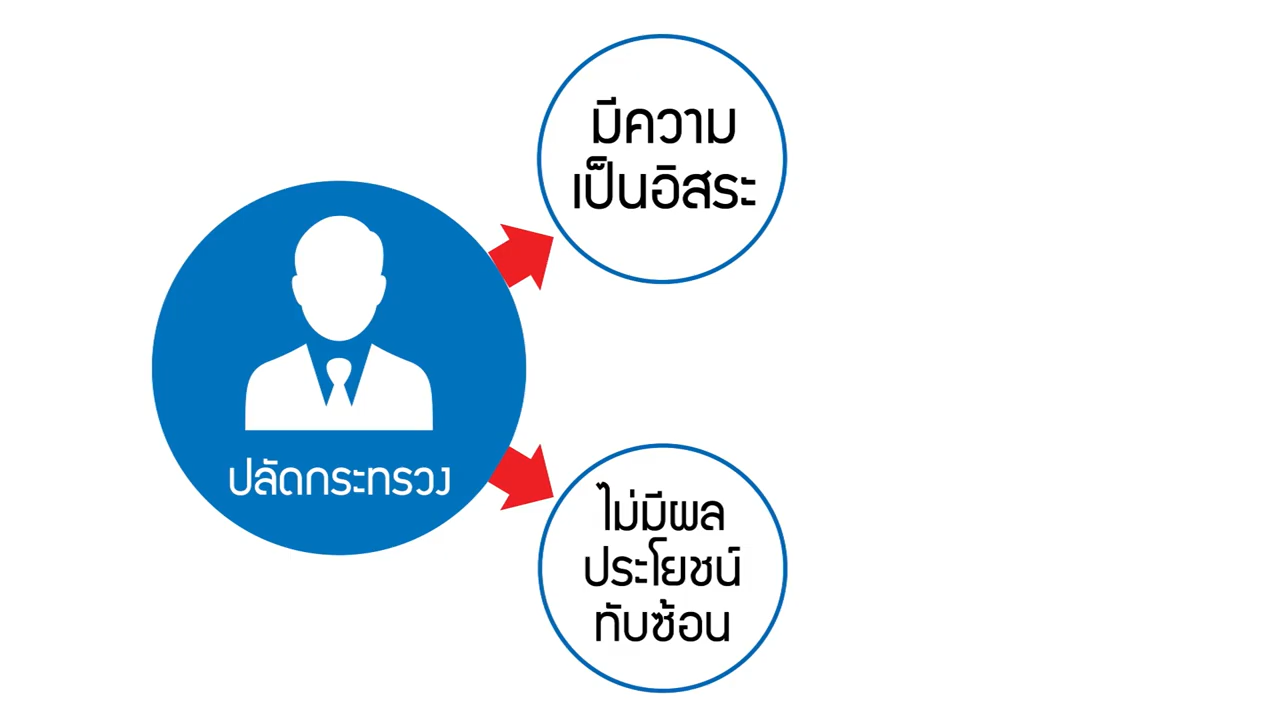 มีความ
เป็นอิสระ
ปลัดกระทรวง
ไม่มีผล
ประโยชน์
ทับซ้อน